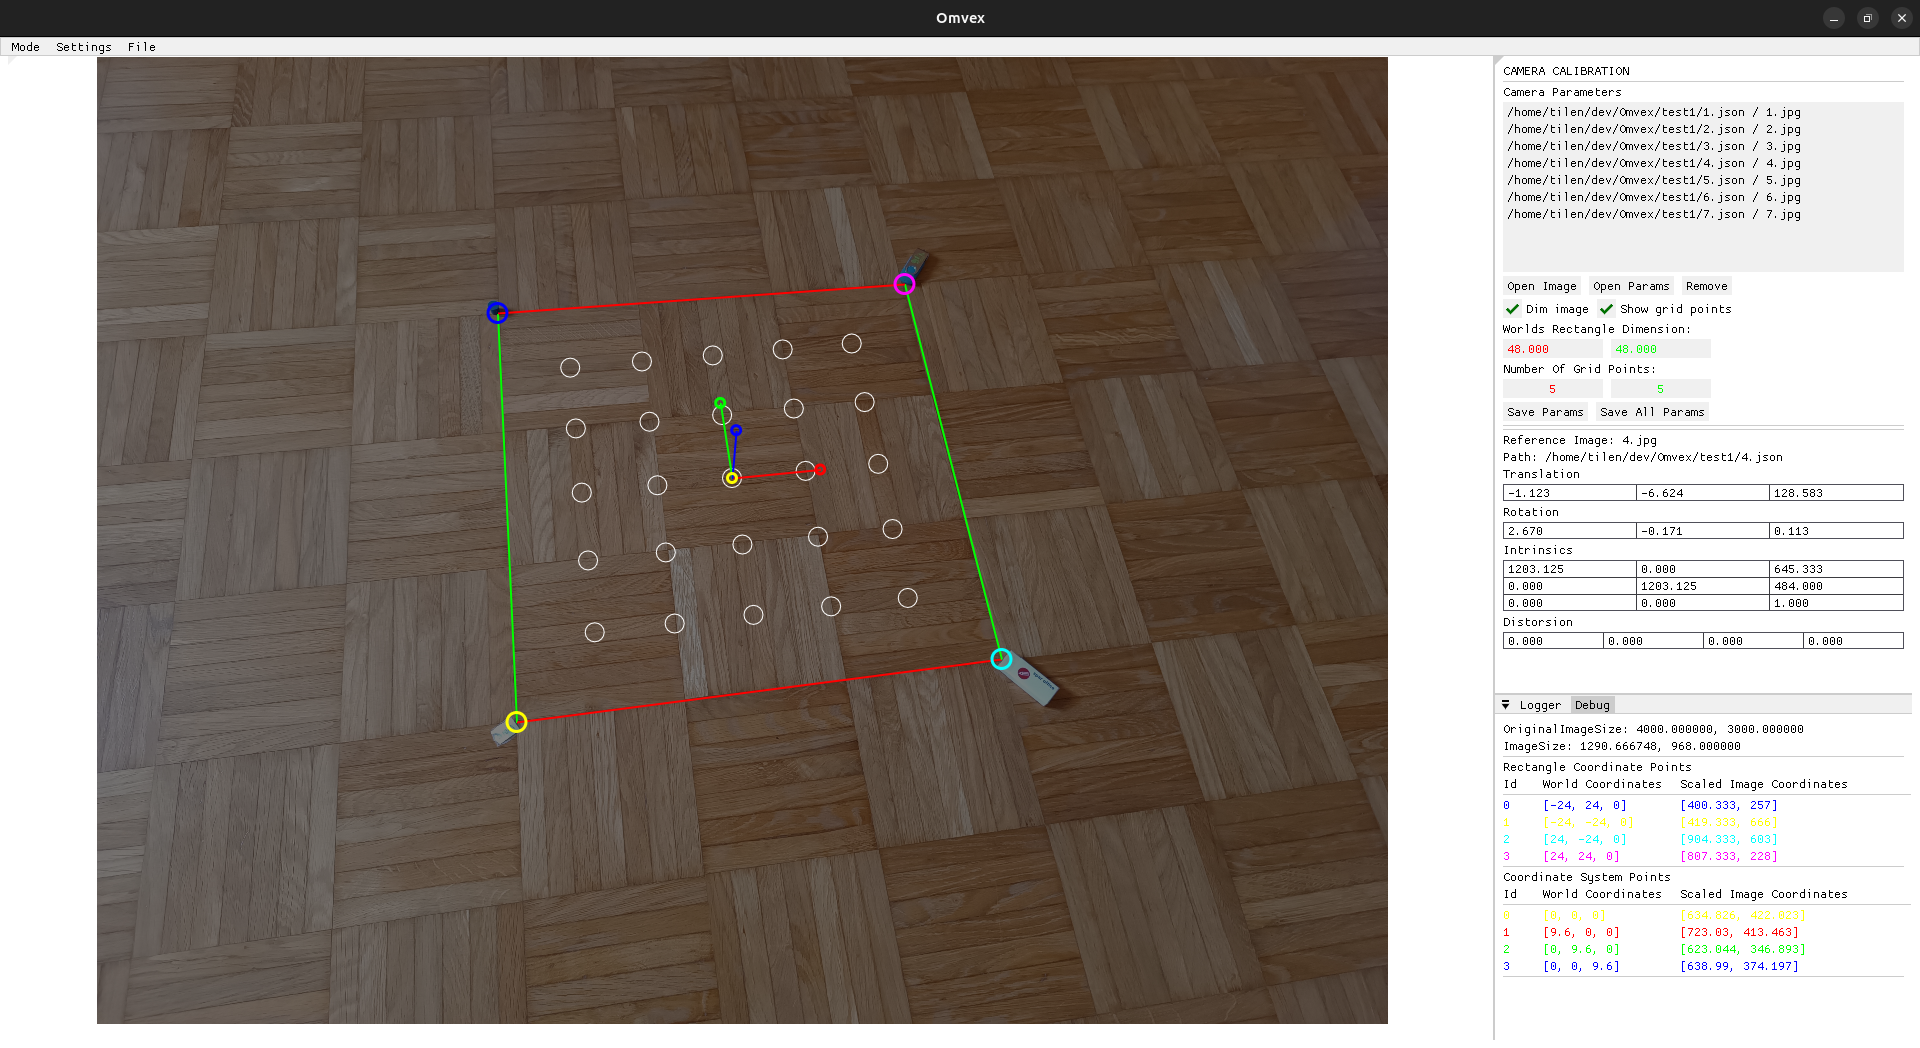 Omvex
Mode Settings File
CAMERA CALIBRATION
Camera Parameters
/home/tilen/dev/Omvex/test1/1.json / 1.jpg
/home/tilen/dev/Omvex/test1/2.json / 2.jpg
/home/tilen/dev/Omvex/test1/3.json / 3.jpg
/home/tilen/dev/Omvex/test1/4.json / 4.jpg
/home/tilen/dev/Omvex/test1/5.json / 5.jpg
/home/tilen/dev/Omvex/test1/6.json / 6.jpg
/home/tilen/dev/Omvex/test1/7.json / 7.jpg
Open Image Open Params Remove
Dim image Show grid points
Worlds Rectangle Dimension:
48.000 48.000
Number Of Grid Points:
5 5
Save Params Save All Params
Reference Image: 4.jpg
Path: /home/tilen/dev/Omvex/test1/4.json
Translation
-1.123 -6.624 128.583
Rotation
2.670 -0.171 0.113
Intrinsics
1203.125 0.000 645.333
0.000 1203.125 484.000
0.000 0.000 1.000
Distorsion
0.000 0.000 0.000 0.000
Logger Debug
OriginalImageSize: 4000.000000, 3000.000000
ImageSize: 1290.666748, 968.000000
Rectangle Coordinate Points
Id World Coordinates Scaled Image Coordinates
0 [-24, 24, 0] [400.333, 257]
1 [-24, -24, 0] [419.333, 666]
2 [24, -24, 0] [904.333, 603]
3 [24, 24, 0] [807.333, 228]
Coordinate System Points
Id World Coordinates Scaled Image Coordinates
0 [0, 0, 0] [634.826, 422.023]
1 [9.6, 0, 0] [723.03, 413.463]
2 [0, 9.6, 0] [623.044, 346.893]
3 [0, 0, 9.6] [638.99, 374.197]